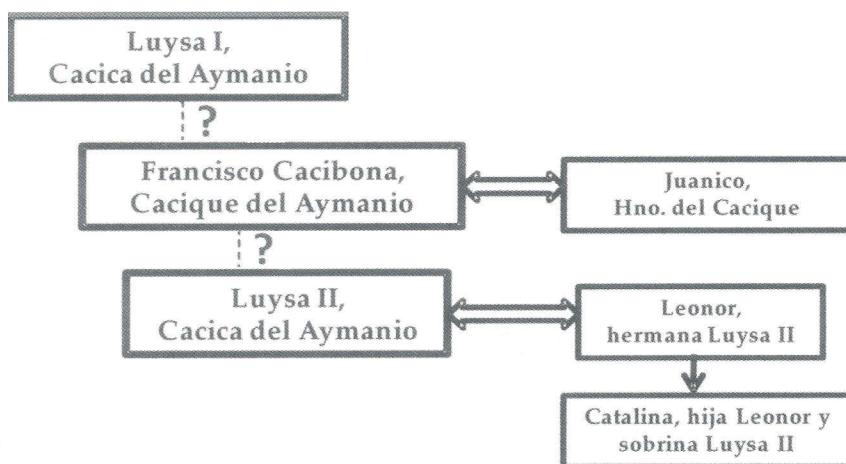 Luysa I,
Cacica del Aymanio
?
Francisco Cacibona,
Cacique del Aymanio
Juanico,
Hno. del Cacique
?
Luysa II,
Cacica del Aymanio
Leonor,
hermana Luysa II
Catalina, hija Leonor y
sobrina Luysa II